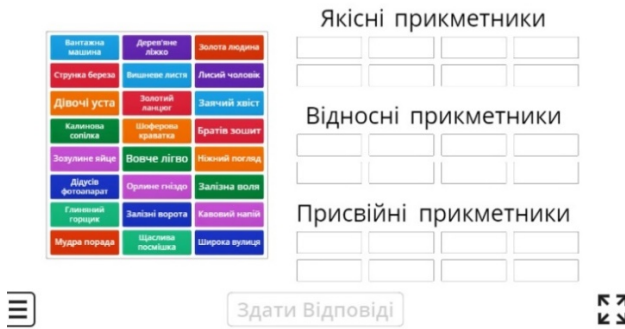 Якісні прикметники
Вантажна
машина
Дерев'яне
ліжко
Золота людина
Струнка береза
Вишневе листя
Лисий чоловік
Дівочі уста
Золотий
ланцюг
Заячий хвіст
Калинова
сопілка
Шоферова
краватка
Братів зошит
Зозулине яйце
Вовче лігво
Ніжний погляд
Дідусів
фотоапарат
Орлине гніздо
Залізна воля
Глиняний
горщик
Залізні ворота
Кавовий напій
Мудра порада
Щаслива
посмішка
Широка вулиця
Відносні прикметники
Присвійні прикметники
Здати Відповіді